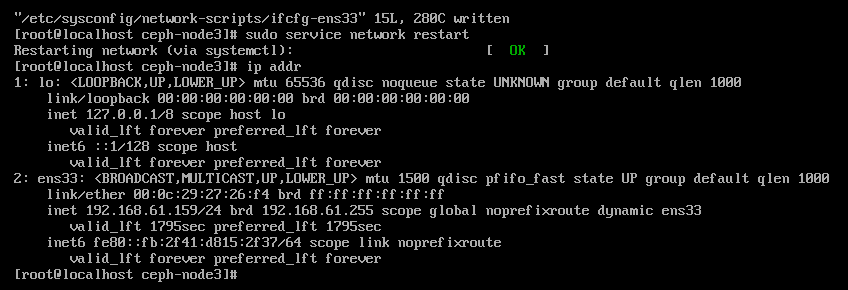 "/etc/sysconfig/network-scripts/ifcfg-ens33" 15L, 280C written
[root@localhost ceph-node3]# sudo service network restart
Restarting network (via systemctl):                        [  OK  ]
[root@localhost ceph-node3]# ip addr
1: lo: <LOOPBACK,UP,LOWER_UP> mtu 65536 qdisc noqueue state UNKNOWN group default qlen 1000
    link/loopback 00:00:00:00:00:00 brd 00:00:00:00:00:00
    inet 127.0.0.1/8 scope host lo
       valid_lft forever preferred_lft forever
    inet6 ::1/128 scope host
       valid_lft forever preferred_lft forever
2: ens33: <BROADCAST,MULTICAST,UP,LOWER_UP> mtu 1500 qdisc pfifo_fast state UP group default qlen 1000
    link/ether 00:0c:29:27:26:f4 brd ff:ff:ff:ff:ff:ff
    inet 192.168.61.159/24 brd 192.168.61.255 scope global noprefixroute dynamic ens33
       valid_lft 1795sec preferred_lft 1795sec
    inet6 fe80::fb:2f41:d815:2f37/64 scope link noprefixroute
       valid_lft forever preferred_lft forever
[root@localhost ceph-node3]#